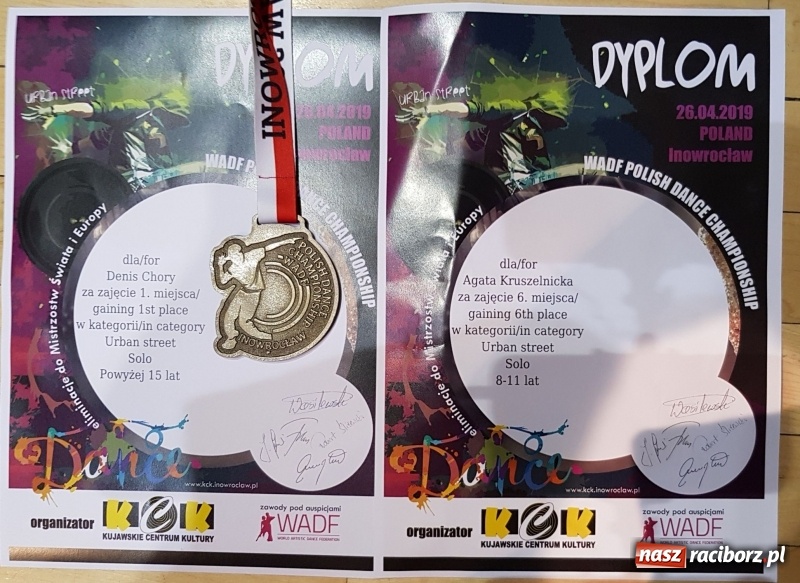 DYPLOM
urban street
26.04.2019
POLAND
Inowrocław
WADF P
DANCE CHAMPIONSHIP
eliminacje do Mistrzostw Świata i Europy
dla/for
Denis Chory
za zajęcie 1. miejsca/
gaining 1st place
w kategorii/in category
Urban street
Solo
Powyżej 15 lat
INOW
POLISH DANCE
CHAMPIONSHIP
WADF
INOWROCŁAW
Dance
www.kck.inowroclaw.pl
organizator
KCK
KUJAWSKIE CENTRUM KULTURY
zawody pod auspicjami
WADF
WORLD ARTISTIC DANCE FEDERATION
DYPLOM
urban street
26.04.2019
POLAND
Inowrocław
WADF POLISH DANCE CHAMPIONSHIP
eliminacje do Mistrzostw
Europy
dla/for
Agata Kruszelnicka
za zajęcie 6. miejsca/
gaining 6th place
w kategorii/in category
Urban street
Solo
8-11 lat
Dance
www.kck.inowroclaw.pl
organizator
KCK
KUJAWSKIE CENTRUM KULTURY
zawody pod auspicjami
WADF
nasz raciborz.pl